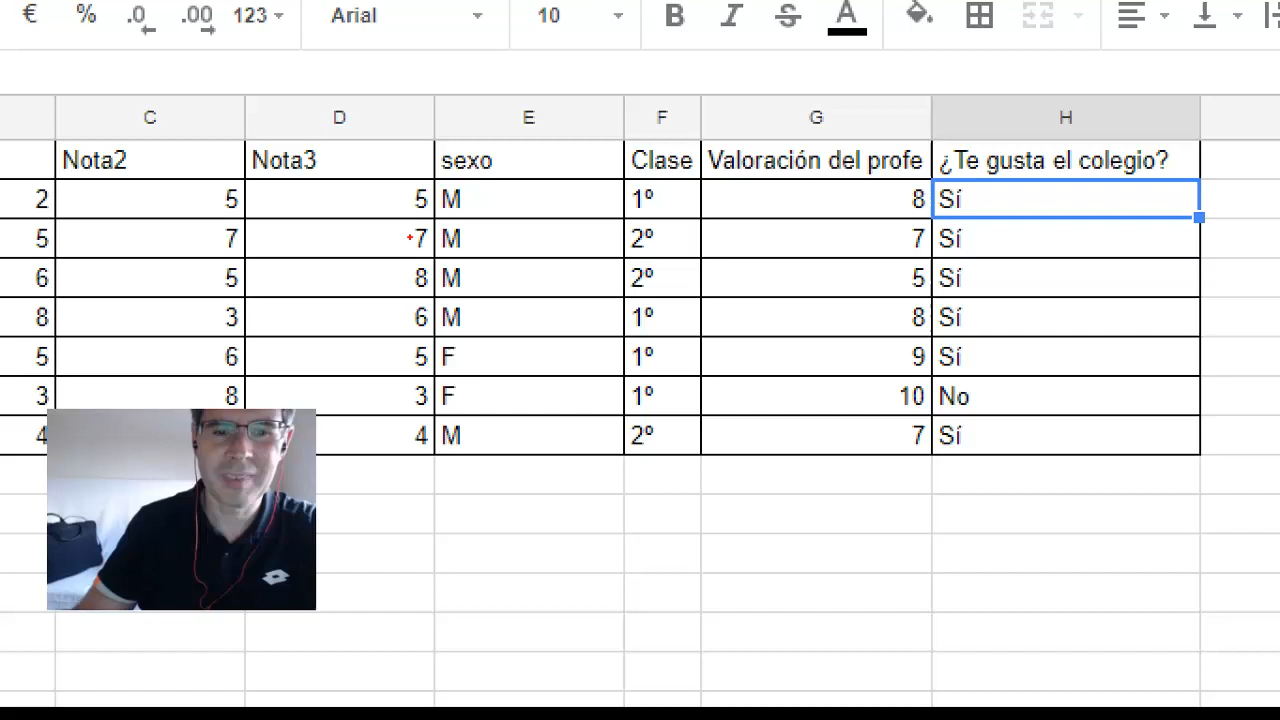 € % .0 .00 123 Arial 10 B I S A
C D E F G H
Nota2 Nota3 sexo Clase Valoración del profe ¿Te gusta el colegio?
2 5 5 M 1º 8 Sí
5 7 7 M 2º 7 Sí
6 5 8 M 2º 5 Sí
8 3 6 M 1º 8 Sí
5 6 5 F 1º 9 Sí
3 8 3 F 1º 10 No
4 4 M 2º 7 Sí